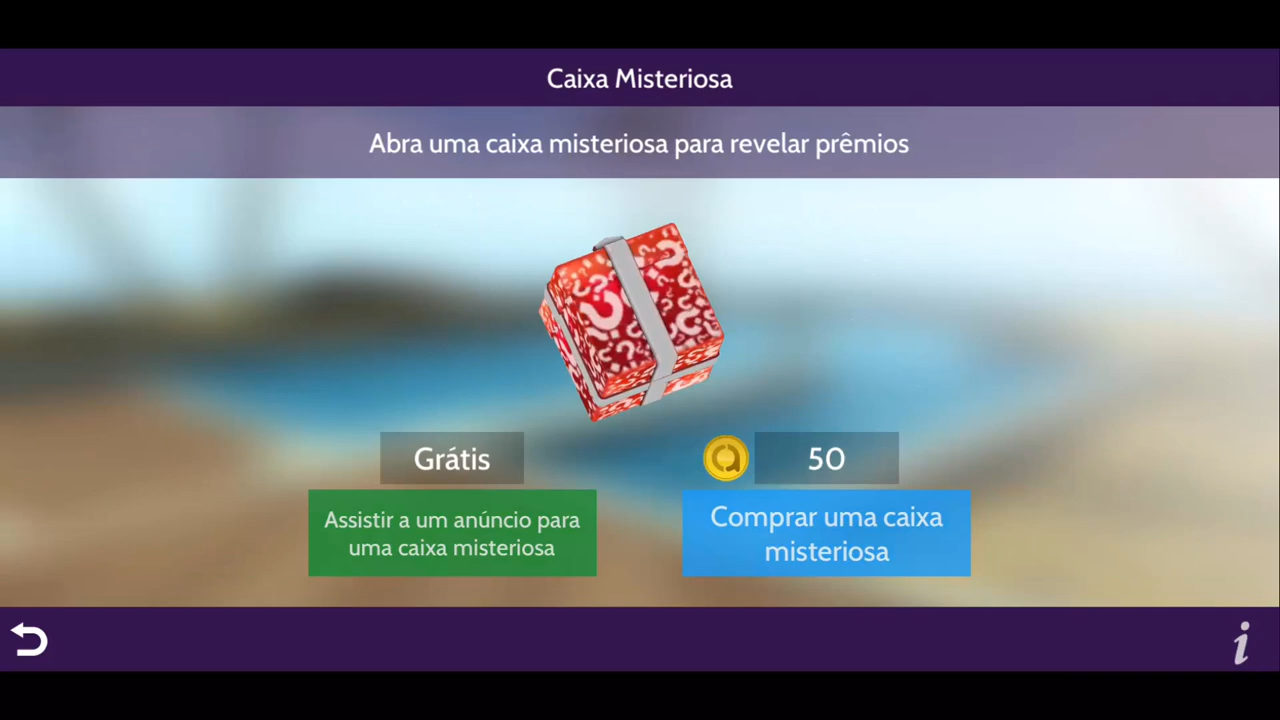 Caixa Misteriosa
Abra uma caixa misteriosa para revelar prêmios
Grátis
50
Assistir a um anúncio para
uma caixa misteriosa
Comprar uma caixa
misteriosa